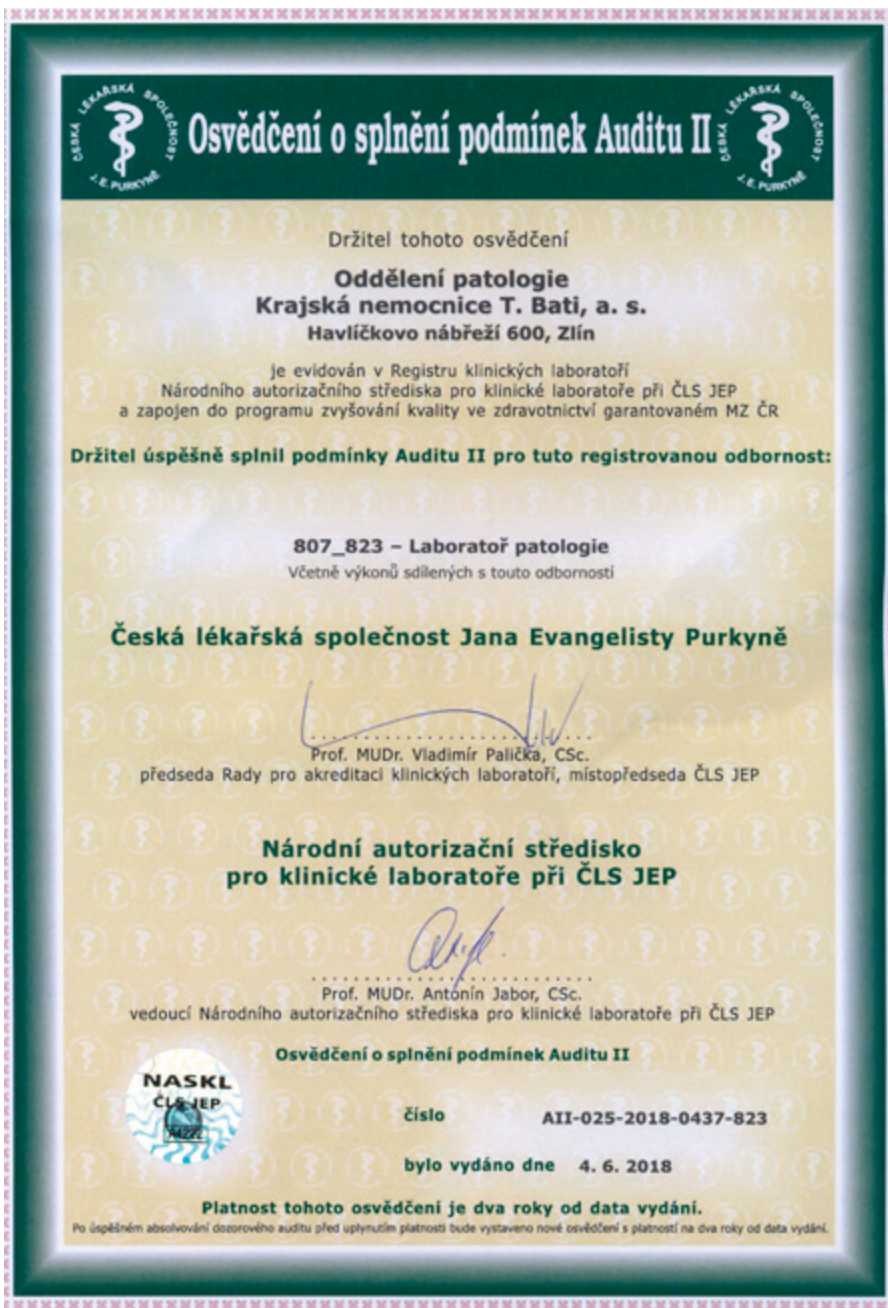 ČESKÁ LÉKAŘSKÁ SPOLEČNOST
J. E. PURKYNĚ
Osvědčení o splnění podmínek Auditu II
ČESKÁ LÉKAŘSKÁ SPOLEČNOST
J. E. PURKYNĚ
Držitel tohoto osvědčení
Oddělení patologie
Krajská nemocnice T. Bati, a. s.
Havlíčkovo nábřeží 600, Zlín
je evidován v Registru klinických laboratoří
Národního autorizačního střediska pro klinické laboratoře při ČLS JEP
a zapojen do programu zvyšování kvality ve zdravotnictví garantovaném MZ ČR
Držitel úspěšně splnil podmínky Auditu II pro tuto registrovanou odbornost:
807_823 – Laboratoř patologie
Včetně výkonů sdílených s touto odborností
Česká lékařská společnost Jana Evangelisty Purkyně
Prof. MUDr. Vladimír Palička, CSc.
předseda Rady pro akreditaci klinických laboratoří, místopředseda ČLS JEP
Národní autorizační středisko
pro klinické laboratoře při ČLS JEP
Prof. MUDr. Antonín Jabor, CSc.
vedoucí Národního autorizačního střediska pro klinické laboratoře při ČLS JEP
Osvědčení o splnění podmínek Auditu II
NASKL
ČLS JEP
číslo AII-025-2018-0437-823
bylo vydáno dne 4. 6. 2018
Platnost tohoto osvědčení je dva roky od data vydání.
Po úspěšném absolvování dozorového auditu před uplynutím platnosti bude vystaveno nové osvědčení s platností na dva roky od data vydání.